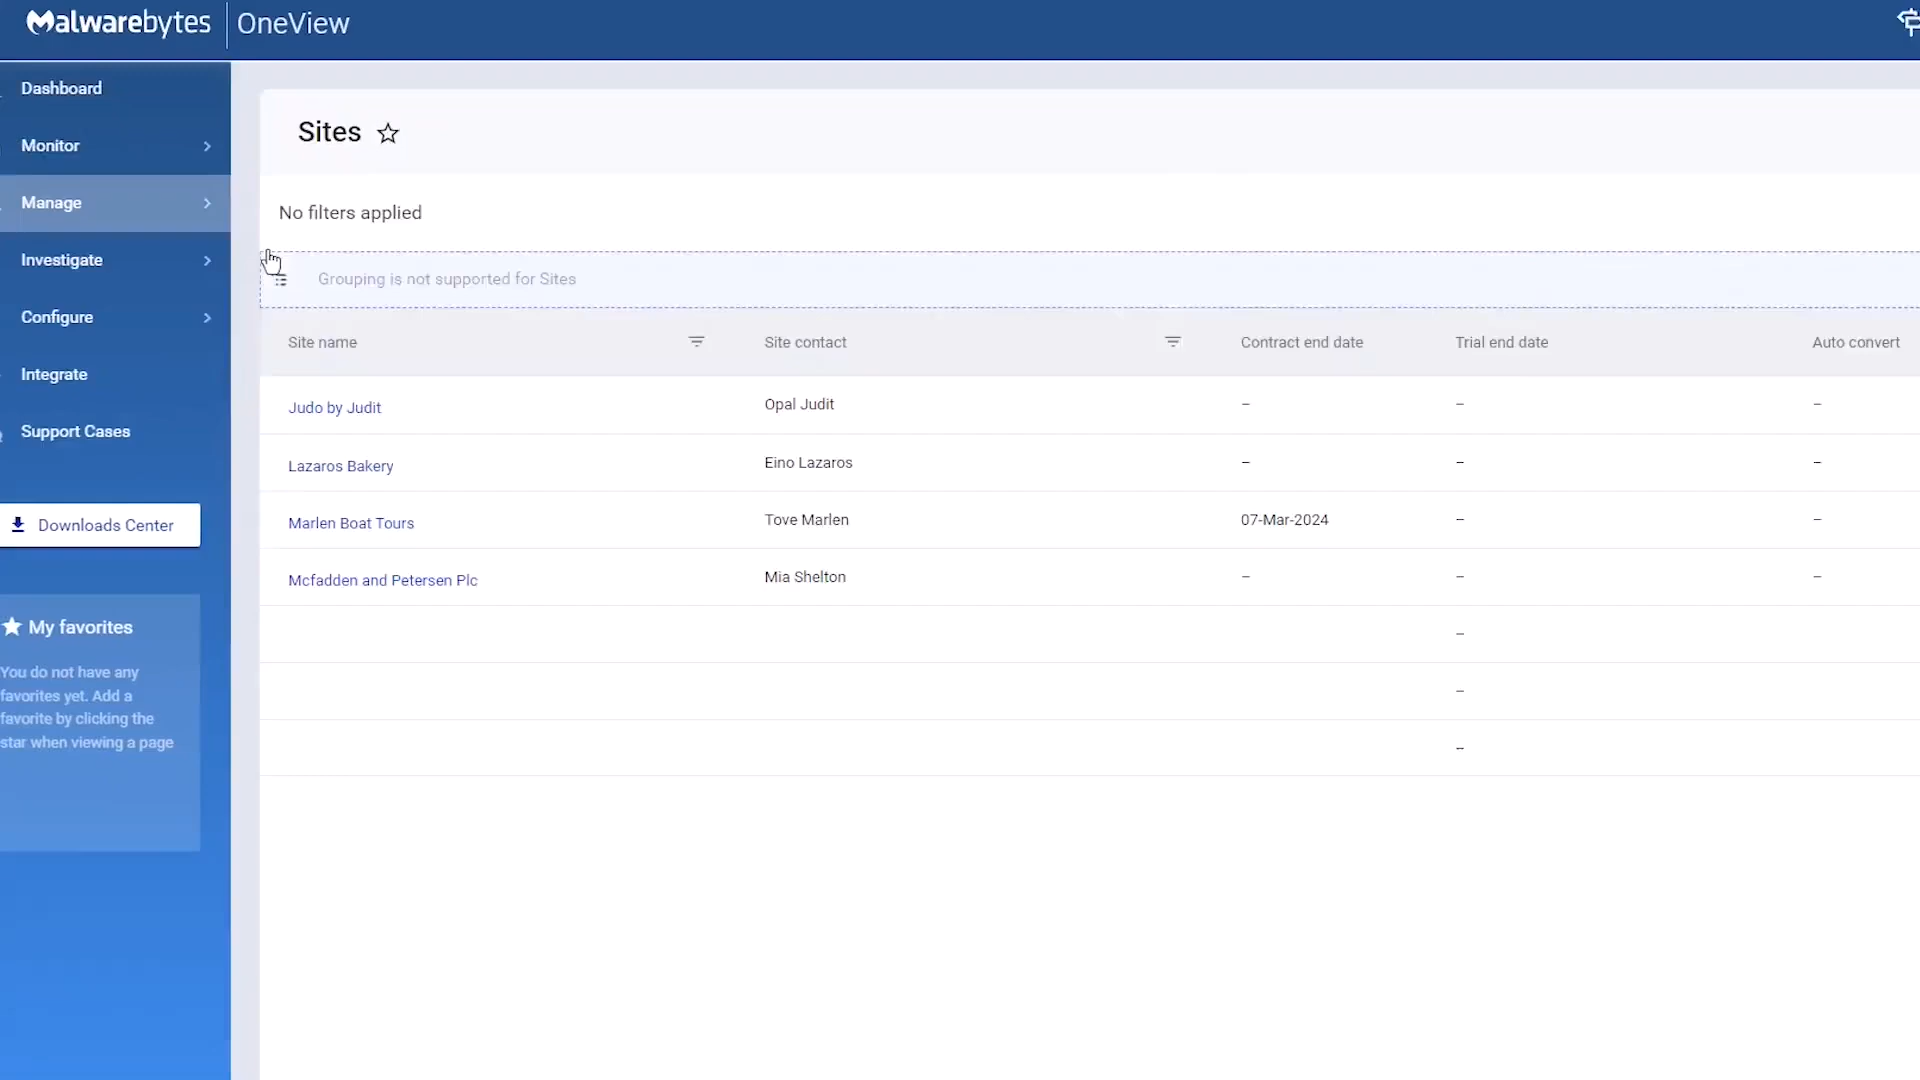 Malwarebytes OneView
Dashboard
Monitor
Manage
Investigate
Configure
Integrate
Support Cases
Downloads Center
My favorites
You do not have any
favorites yet. Add a
favorite by clicking the
star when viewing a page
Sites
No filters applied
Grouping is not supported for Sites
Site name Site contact Contract end date Trial end date Auto convert
Judo by Judit Opal Judit – – –
Lazaros Bakery Eino Lazaros – – –
Marlen Boat Tours Tove Marlen 07-Mar-2024 – –
Mcfadden and Petersen Plc Mia Shelton – – –
–
–
–